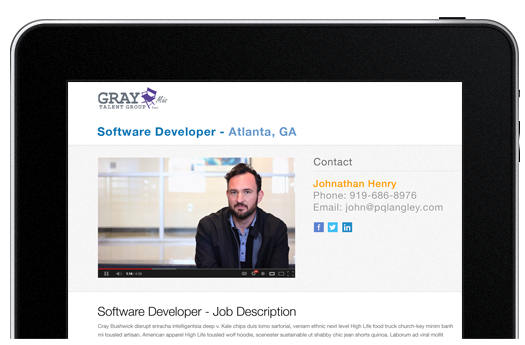 GRAY
TALENT GROUP
Software Developer - Atlanta, GA
Contact
Johnathan Henry
Phone: 919-686-8976
Email: john@pqlangley.com
Software Developer - Job Description
Cray Bushwick disrupt sriracha intelligentsia deep v. Kale chips duis lomo sartorial, veniam ethnic next level High Life food truck church-key minim banh
mi tousled artisan. American apparel High Life tousled wolf hoodie, scenester sustainable ut shabby chic jean shorts quinoa. Laborum ad viral mollit